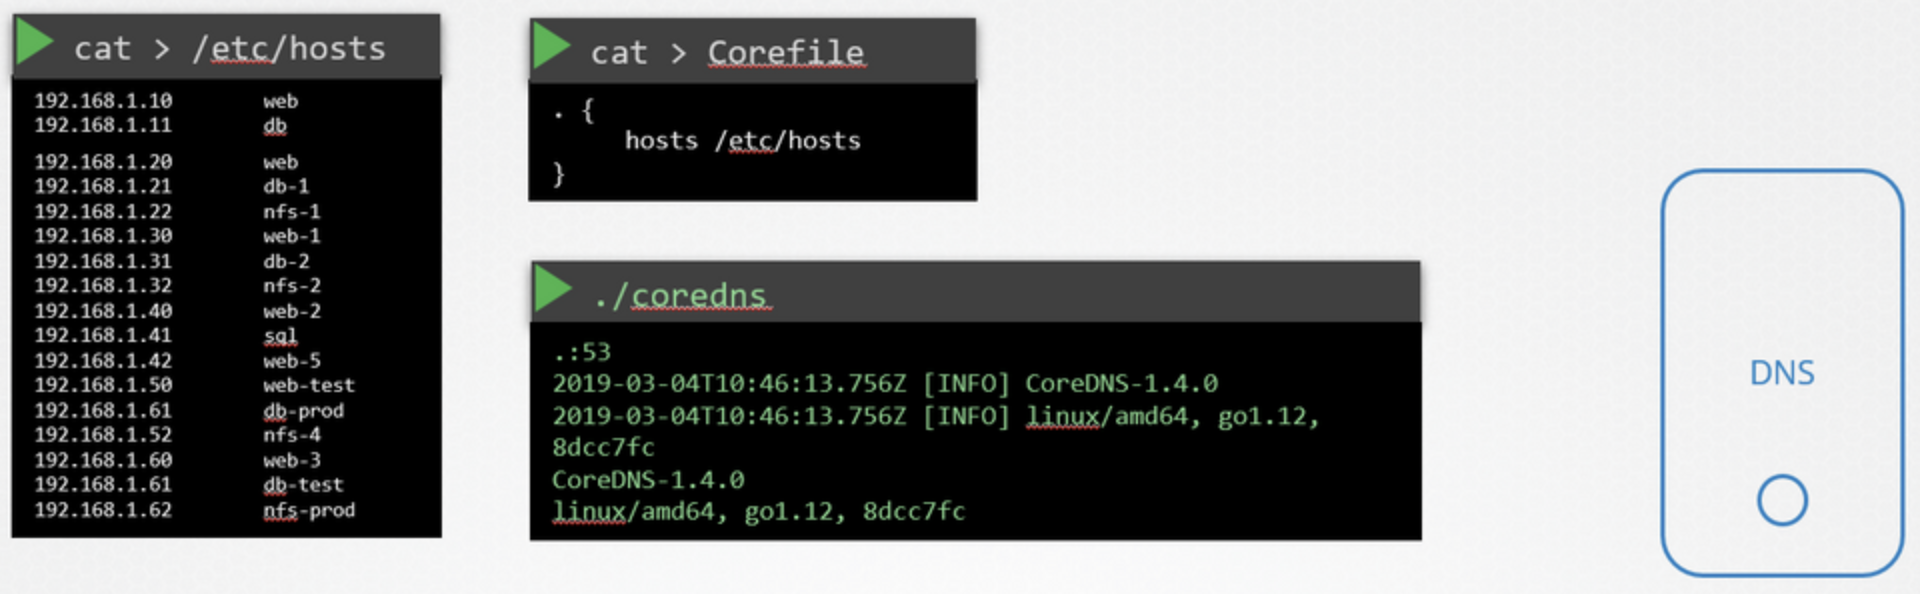 cat > /etc/hosts
192.168.1.10 web
192.168.1.11 db
192.168.1.20 web
192.168.1.21 db-1
192.168.1.22 nfs-1
192.168.1.30 web-1
192.168.1.31 db-2
192.168.1.32 nfs-2
192.168.1.40 web-2
192.168.1.41 sql
192.168.1.42 web-5
192.168.1.50 web-test
192.168.1.61 db-prod
192.168.1.52 nfs-4
192.168.1.60 web-3
192.168.1.61 db-test
192.168.1.62 nfs-prod
cat > Corefile
. {
hosts /etc/hosts
}
./coredns
.:53
2019-03-04T10:46:13.756Z [INFO] CoreDNS-1.4.0
2019-03-04T10:46:13.756Z [INFO] linux/amd64, go1.12,
8dcc7fc
CoreDNS-1.4.0
linux/amd64, go1.12, 8dcc7fc
DNS